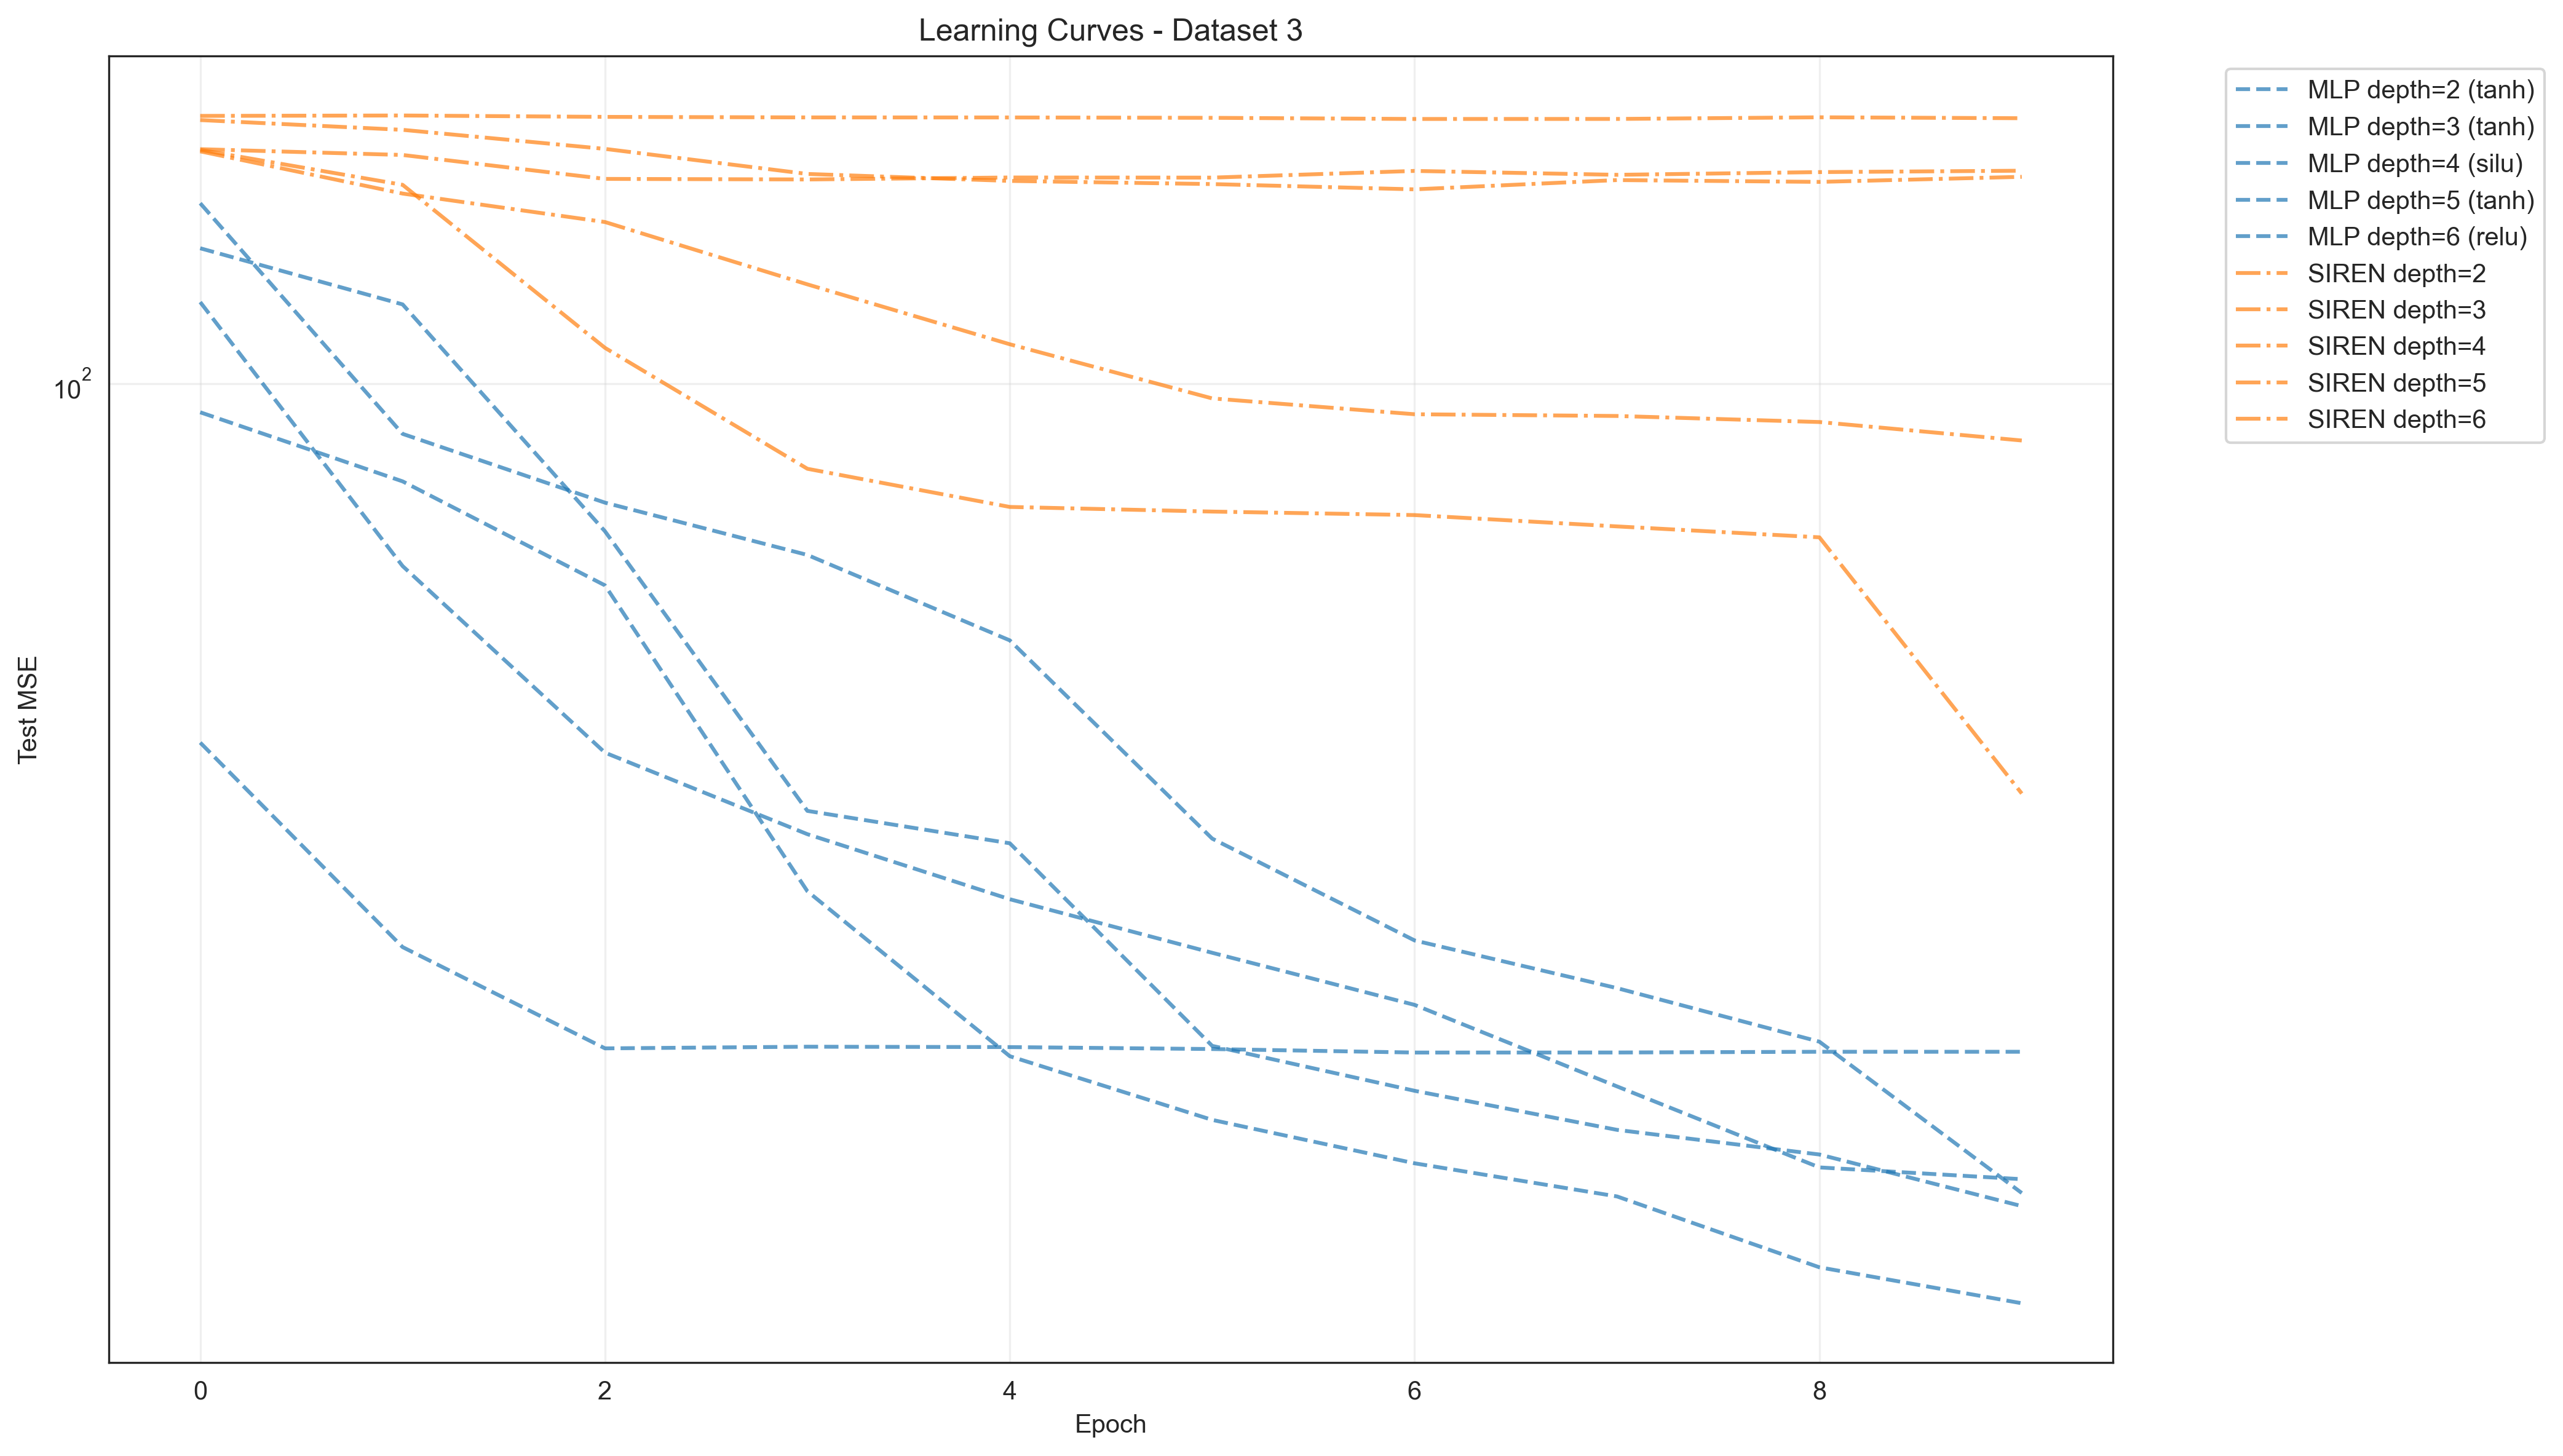 Learning Curves - Dataset 3
Test MSE
10²
0
2
4
6
8
Epoch
MLP depth=2 (tanh)
MLP depth=3 (tanh)
MLP depth=4 (silu)
MLP depth=5 (tanh)
MLP depth=6 (relu)
SIREN depth=2
SIREN depth=3
SIREN depth=4
SIREN depth=5
SIREN depth=6